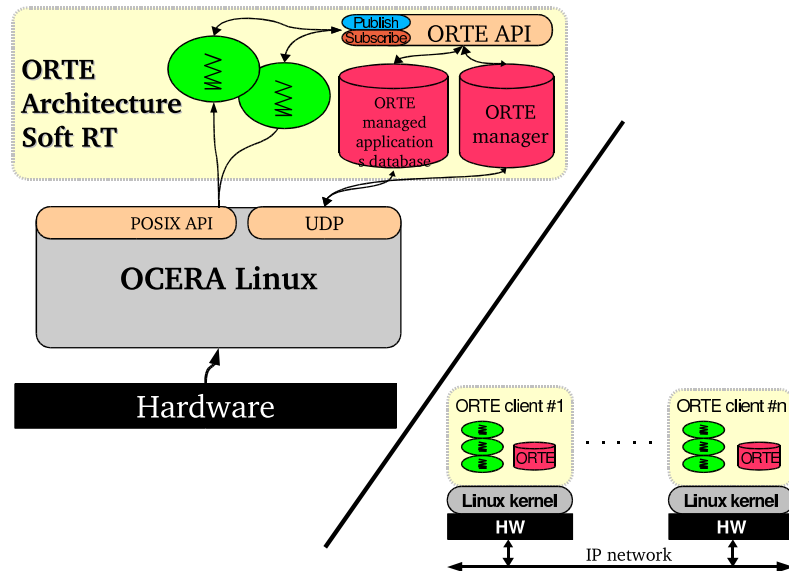 Publish
Subscribe
ORTE API
ORTE
Architecture
Soft RT
ORTE
managed
application
s database
ORTE
manager
POSIX API
UDP
OCERA Linux
Hardware
ORTE client #1
ORTE client #n
ORTE
. . . . .
ORTE
Linux kernel
Linux kernel
HW
HW
IP network